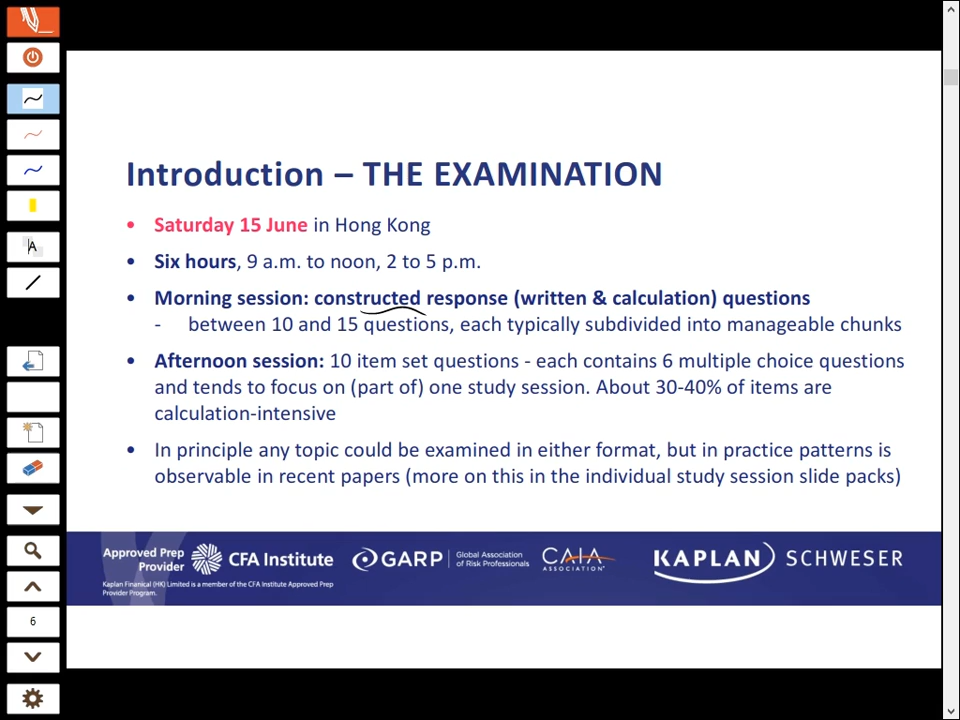 Introduction – THE EXAMINATION
• Saturday 15 June in Hong Kong
• Six hours, 9 a.m. to noon, 2 to 5 p.m.
• Morning session: constructed response (written & calculation) questions
- between 10 and 15 questions, each typically subdivided into manageable chunks
• Afternoon session: 10 item set questions - each contains 6 multiple choice questions
and tends to focus on (part of) one study session. About 30-40% of items are
calculation-intensive
• In principle any topic could be examined in either format, but in practice patterns is
observable in recent papers (more on this in the individual study session slide packs)
Approved Prep
Provider
CFA Institute
Kaplan Finanical (HK) Limited is a member of the CFA Institute Approved Prep
Provider Program.
GARP
Global Association
of Risk Professionals
CAIA
ASSOCIATION®
KAPLAN SCHWESER
A
6